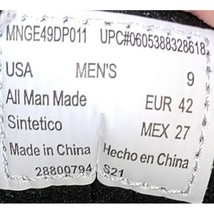 MNGE49DP011 UPC#0605388328618
USA MEN'S 9
All Man Made EUR 42
Sintetico MEX 27
Made in China Hecho en China
28800794 S21